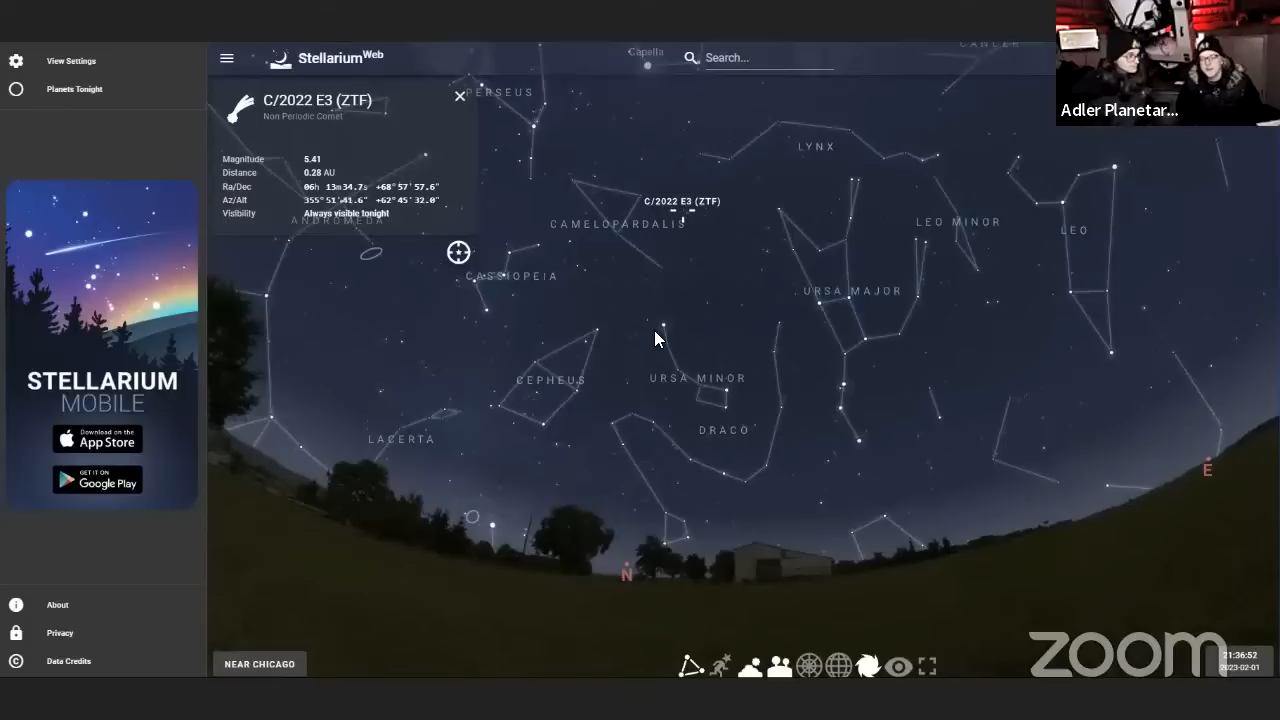 View Settings
Planets Tonight
StellariumWeb
Search...
Capella
CANCER
Adler Planetar...
C/2022 E3 (ZTF)
Non Periodic Comet
Magnitude 5.41
Distance 0.28 AU
Ra/Dec 06h 13m34.7s +68°57'57.6"
Az/Alt 355°51'41.6" +62°45'32.0"
Visibility Always visible tonight
PERSEUS
LYNX
C/2022 E3 (ZTF)
ANDROMEDA
CAMELOPARDALIS
LEO MINOR
LEO
CASSIOPEIA
URSA MAJOR
CEPHEUS
URSA MINOR
DRACO
LACERTA
STELLARIUM
MOBILE
Download on the
App Store
GET IT ON
Google Play
E
N
About
Privacy
Data Credits
NEAR CHICAGO
zoom
21:36:52
2023-02-01